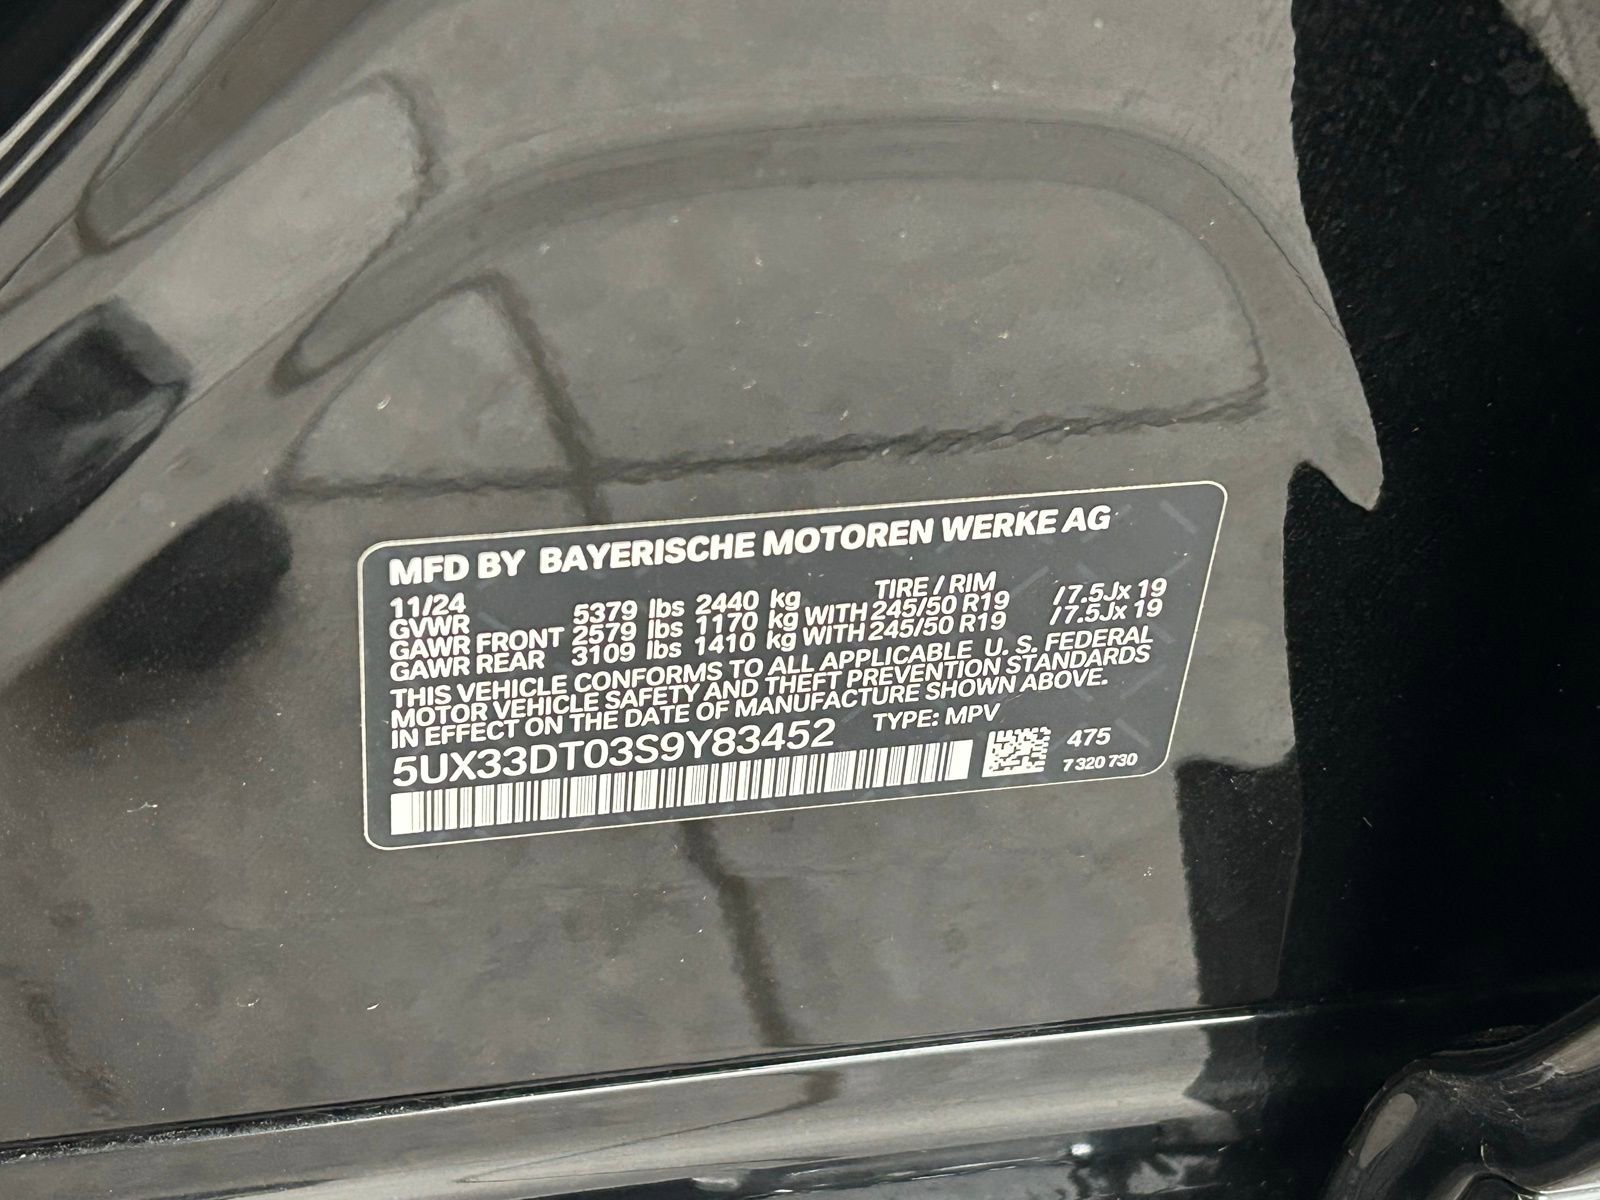 MFD BY BAYERISCHE MOTOREN WERKE AG
11/24 TIRE / RIM
GVWR 5379 lbs 2440 kg
GAWR FRONT 2579 lbs 1170 kg WITH 245/50 R19 /7.5Jx 19
GAWR REAR 3109 lbs 1410 kg WITH 245/50 R19 /7.5Jx 19
THIS VEHICLE CONFORMS TO ALL APPLICABLE U. S. FEDERAL
MOTOR VEHICLE SAFETY AND THEFT PREVENTION STANDARDS
IN EFFECT ON THE DATE OF MANUFACTURE SHOWN ABOVE.
5UX33DT03S9Y83452 TYPE: MPV
475
7 320 730